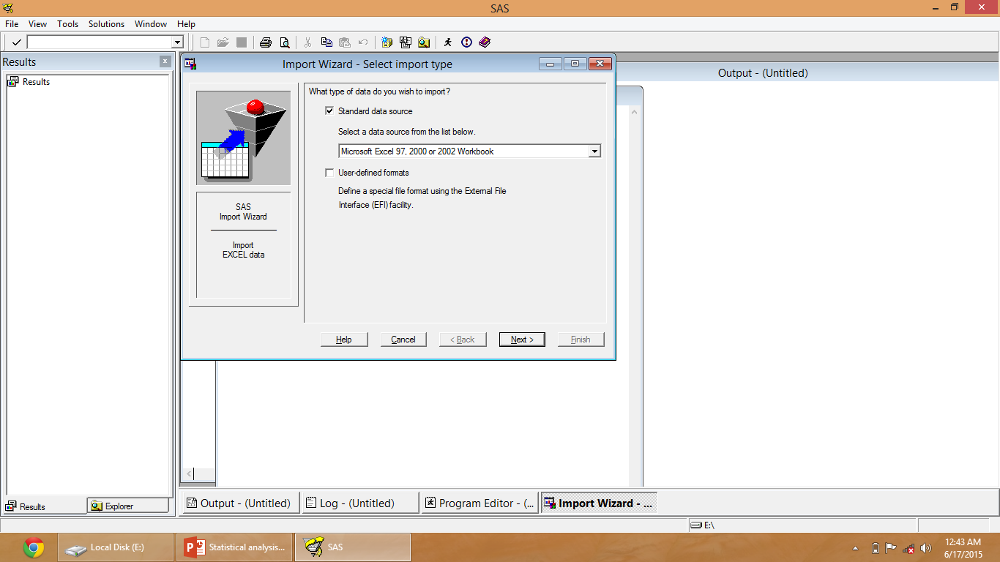 SAS
File View Tools Solutions Window Help
Results
Results
Import Wizard - Select import type
Output - (Untitled)
What type of data do you wish to import?
Standard data source
Select a data source from the list below.
Microsoft Excel 97, 2000 or 2002 Workbook
User-defined formats
Define a special file format using the External File
Interface (EFI) facility.
SAS
Import Wizard
Import
EXCEL data
Help Cancel < Back Next > Finish
Results Explorer
Output - (Untitled) Log - (Untitled) Program Editor - (... Import Wizard - ...
E:\
Local Disk (E:) Statistical analysis... SAS
12:43 AM
6/17/2015